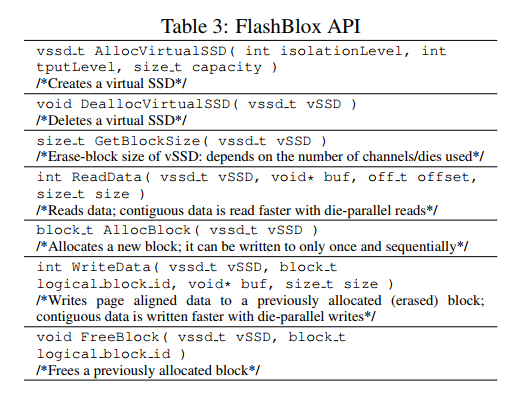 Table 3: FlashBlox API
vssd_t AllocVirtualSSD( int isolationLevel, int
tputLevel, size_t capacity )
/*Creates a virtual SSD*/
void DeallocVirtualSSD( vssd_t vSSD )
/*Deletes a virtual SSD*/
size_t GetBlockSize( vssd_t vSSD )
/*Erase-block size of vSSD: depends on the number of channels/dies used*/
int ReadData( vssd_t vSSD, void* buf, off_t offset,
size_t size )
/*Reads data; contiguous data is read faster with die-parallel reads*/
block_t AllocBlock( vssd_t vSSD )
/*Allocates a new block; it can be written to only once and sequentially*/
int WriteData( vssd_t vSSD, block_t
logical_block_id, void* buf, size_t size )
/*Writes page aligned data to a previously allocated (erased) block;
contiguous data is written faster with die-parallel writes*/
void FreeBlock( vssd_t vSSD, block_t
logical_block_id )
/*Frees a previously allocated block*/